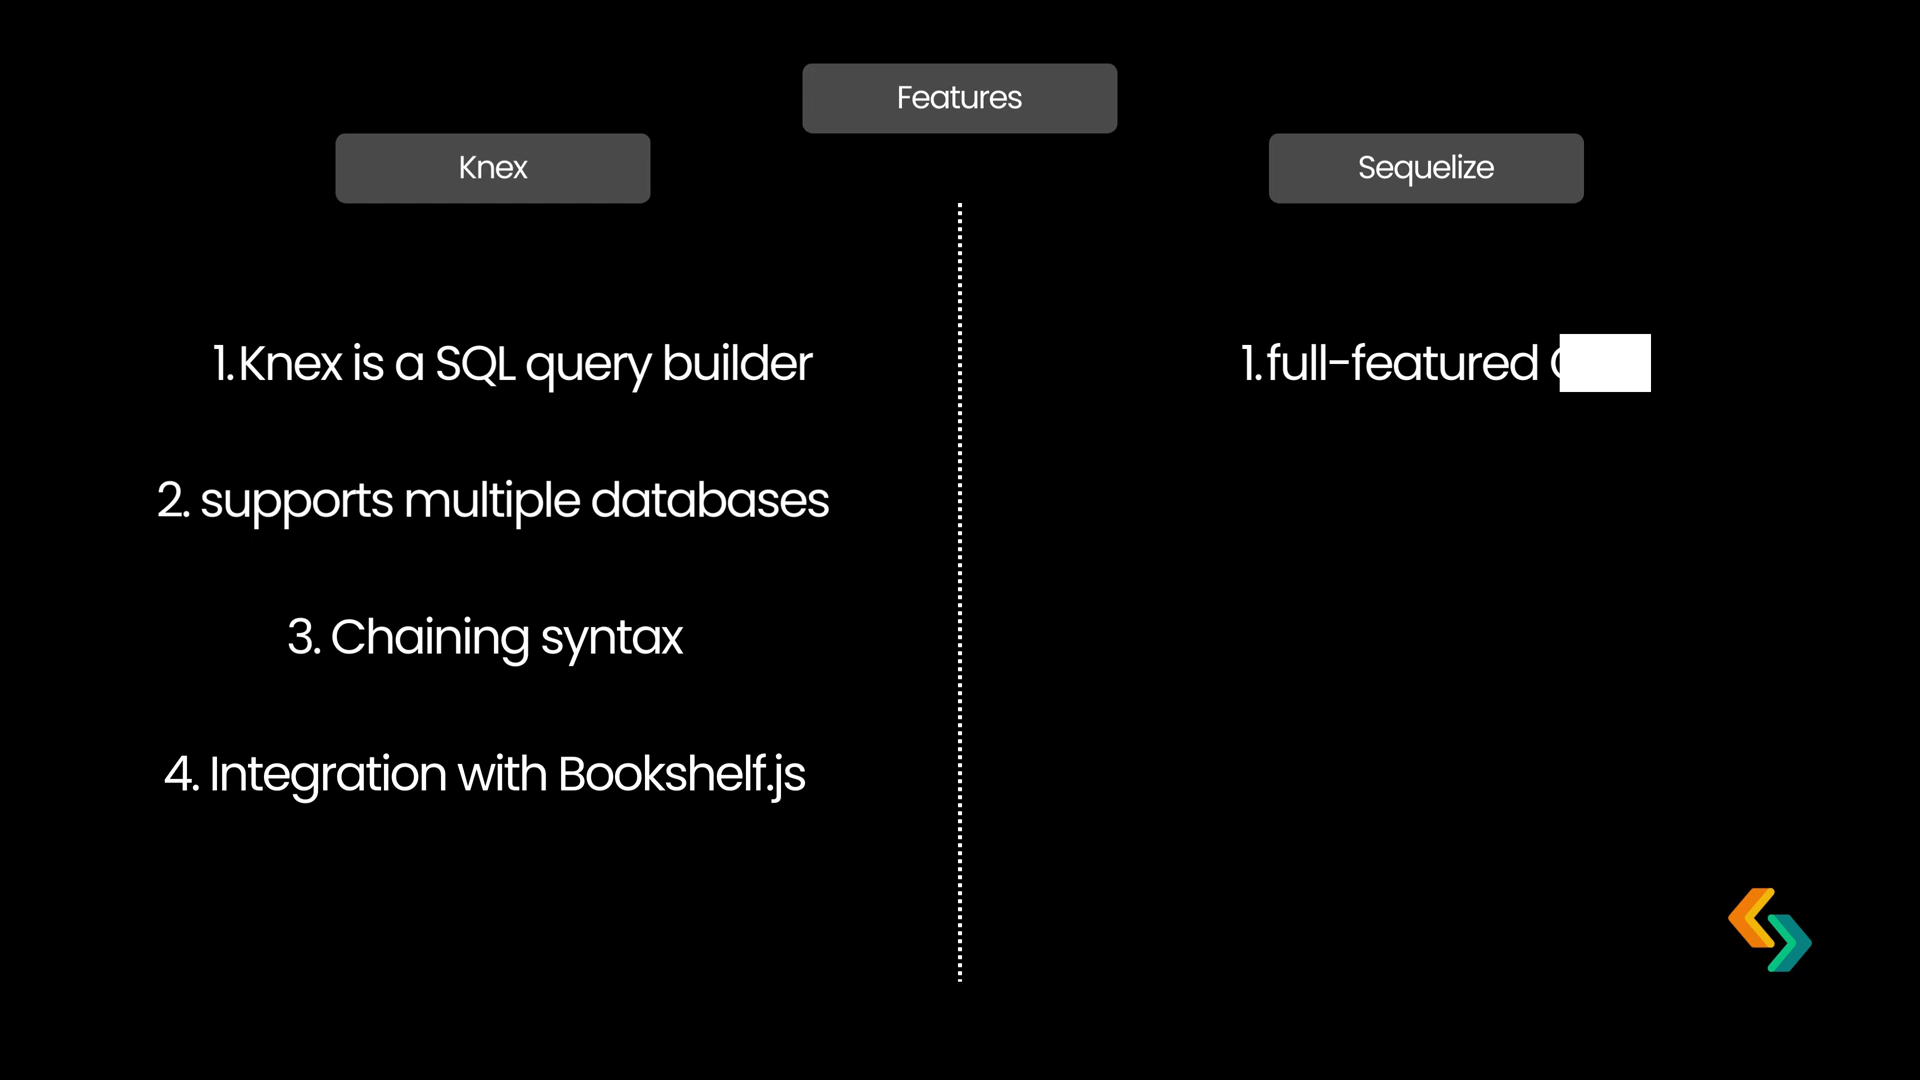 Features
Knex
Sequelize
1. Knex is a SQL query builder
2. supports multiple databases
3. Chaining syntax
4. Integration with Bookshelf.js
1. full-featured